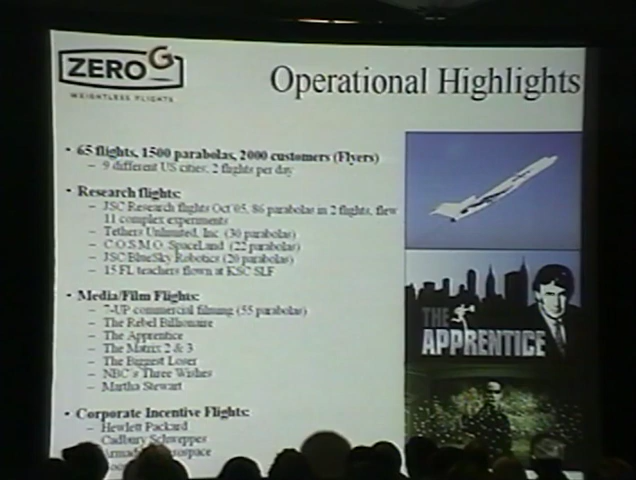 ZERO G
WEIGHTLESS FLIGHTS
Operational Highlights
• 65 flights, 1500 parabolas, 2000 customers (Flyers)
– 9 different US cities, 2 flights per day
• Research flights:
– JSC Research flights Oct'05, 86 parabolas in 2 flights, flew
11 complex experiments
– Tethers Unlimited, Inc. (30 parabolas)
– C.O.S.M.O. SpaceLand (22 parabolas)
– JSC BlueSky Robotics (20 parabolas)
– 15 FL teachers flown at KSC SLF
• Media/Film Flights:
– 7-UP commercial filming (55 parabolas)
– The Rebel Billionaire
– The Apprentice
– The Matrix 2 & 3
– The Biggest Loser
– NBC's Three Wishes
– Martha Stewart
• Corporate Incentive Flights:
– Hewlett Packard
– Cadbury Schweppes
THE
APPRENTICE